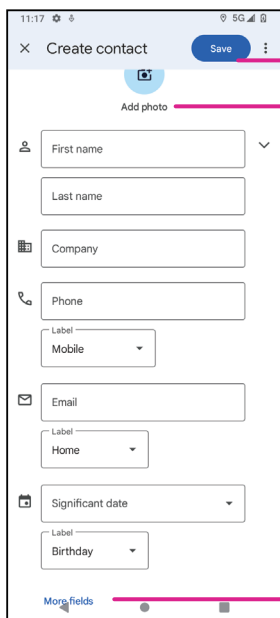 11:17 5G
Create contact Save
Add photo
First name
Last name
Company
Phone
Label
Mobile
Email
Label
Home
Significant date
Label
Birthday
More fields